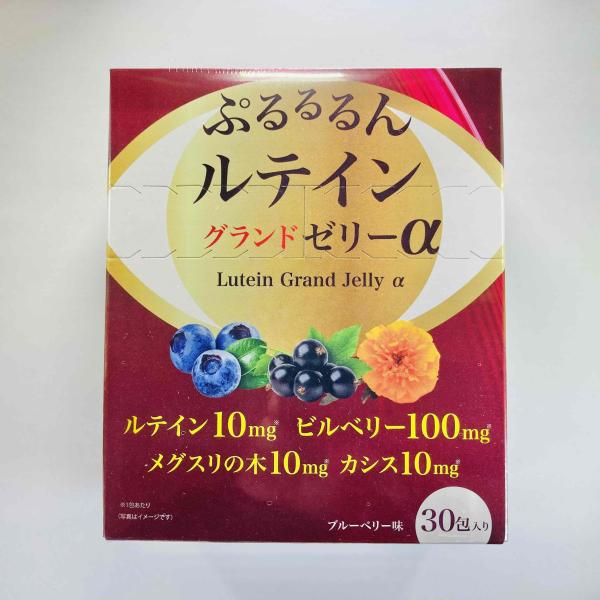 ぷるるるん
ルテイン
グランドゼリーα
Lutein Grand Jelly α
ルテイン10mg※ ビルベリー100mg※
メグスリの木10mg※ カシス10mg※
※1包あたり
(写真はイメージです)
ブルーベリー味 30包入り